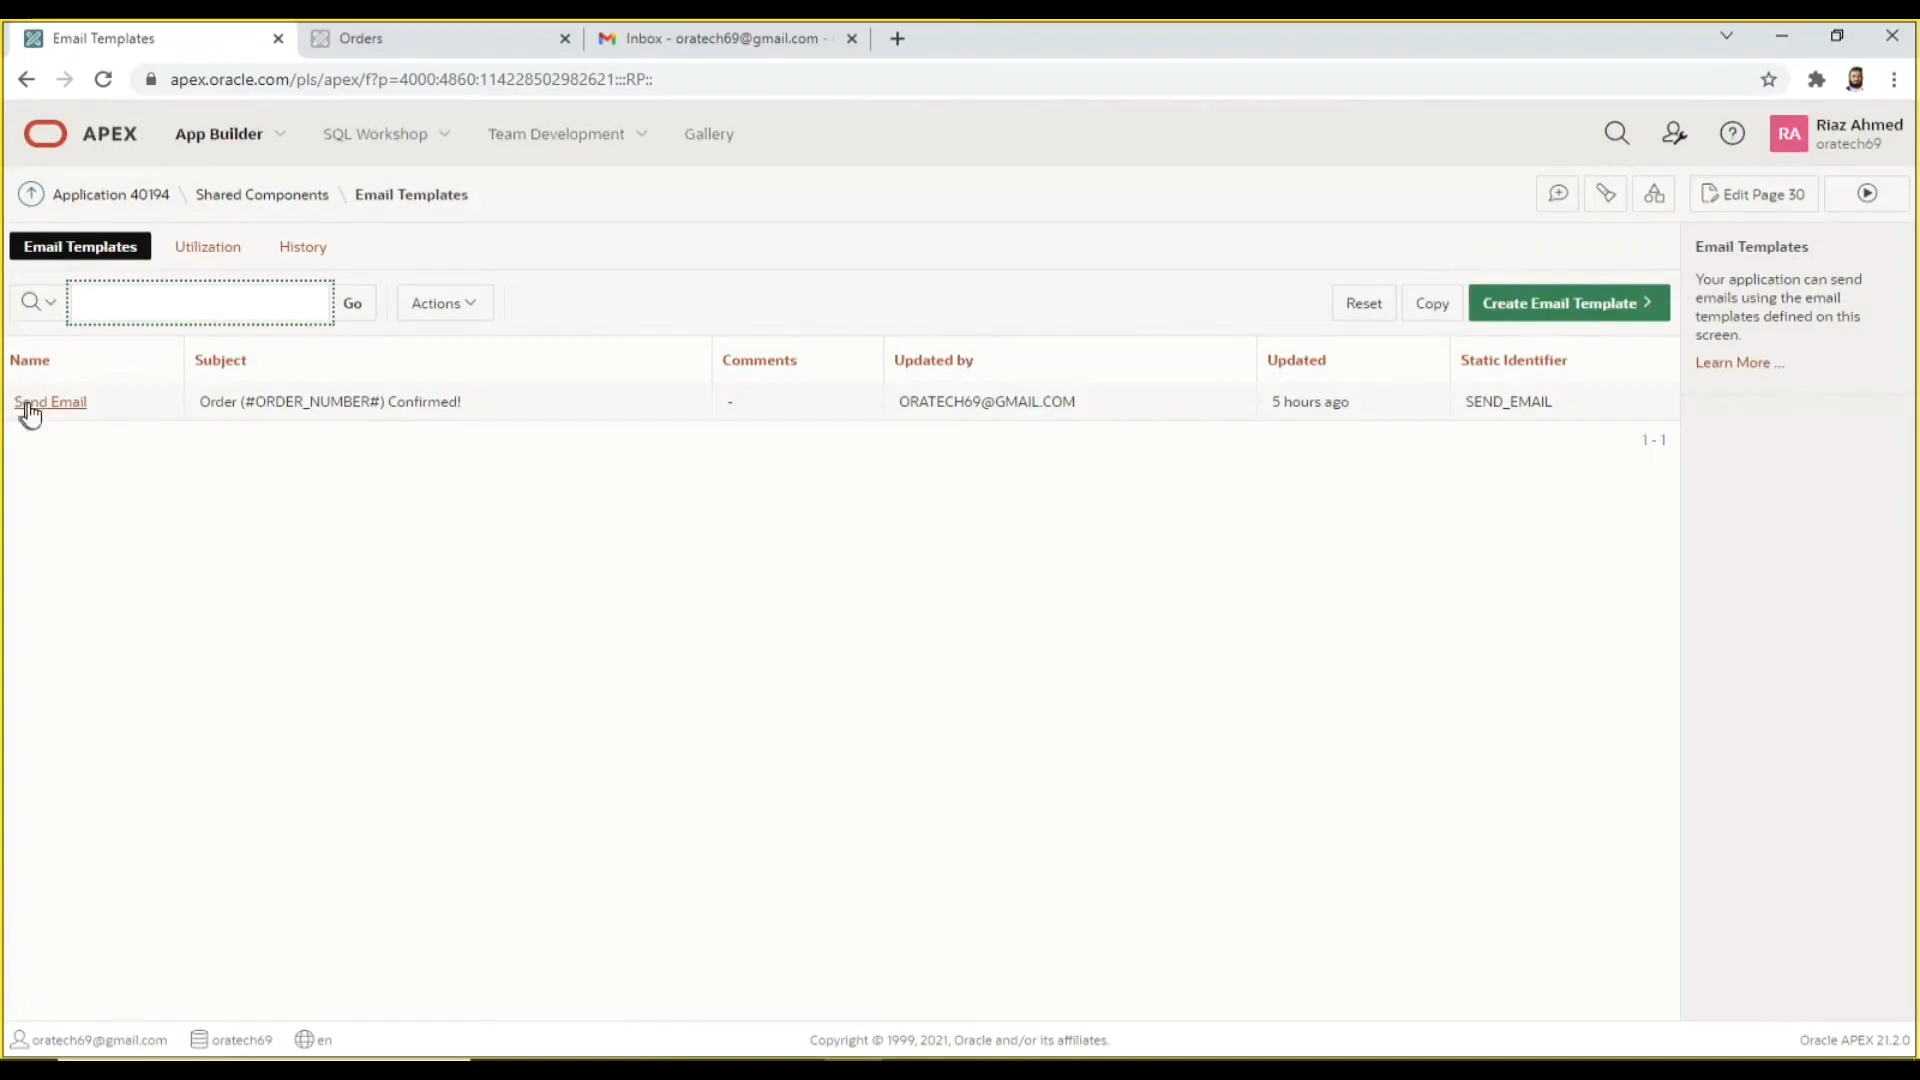 Email Templates
Orders
Inbox - oratech69@gmail.com -
apex.oracle.com/pls/apex/f?p=4000:4860:114228502982621:::RP::
APEX
App Builder
SQL Workshop
Team Development
Gallery
RA
Riaz Ahmed
oratech69
Application 40194 \ Shared Components \ Email Templates
Edit Page 30
Email Templates
Utilization
History
Go
Actions
Reset
Copy
Create Email Template >
Email Templates
Your application can send
emails using the email
templates defined on this
screen.
Learn More ...
Name
Subject
Comments
Updated by
Updated
Static Identifier
Send Email
Order (#ORDER_NUMBER#) Confirmed!
-
ORATECH69@GMAIL.COM
5 hours ago
SEND_EMAIL
1 - 1
oratech69@gmail.com
oratech69
en
Copyright © 1999, 2021, Oracle and/or its affiliates.
Oracle APEX 21.2.0